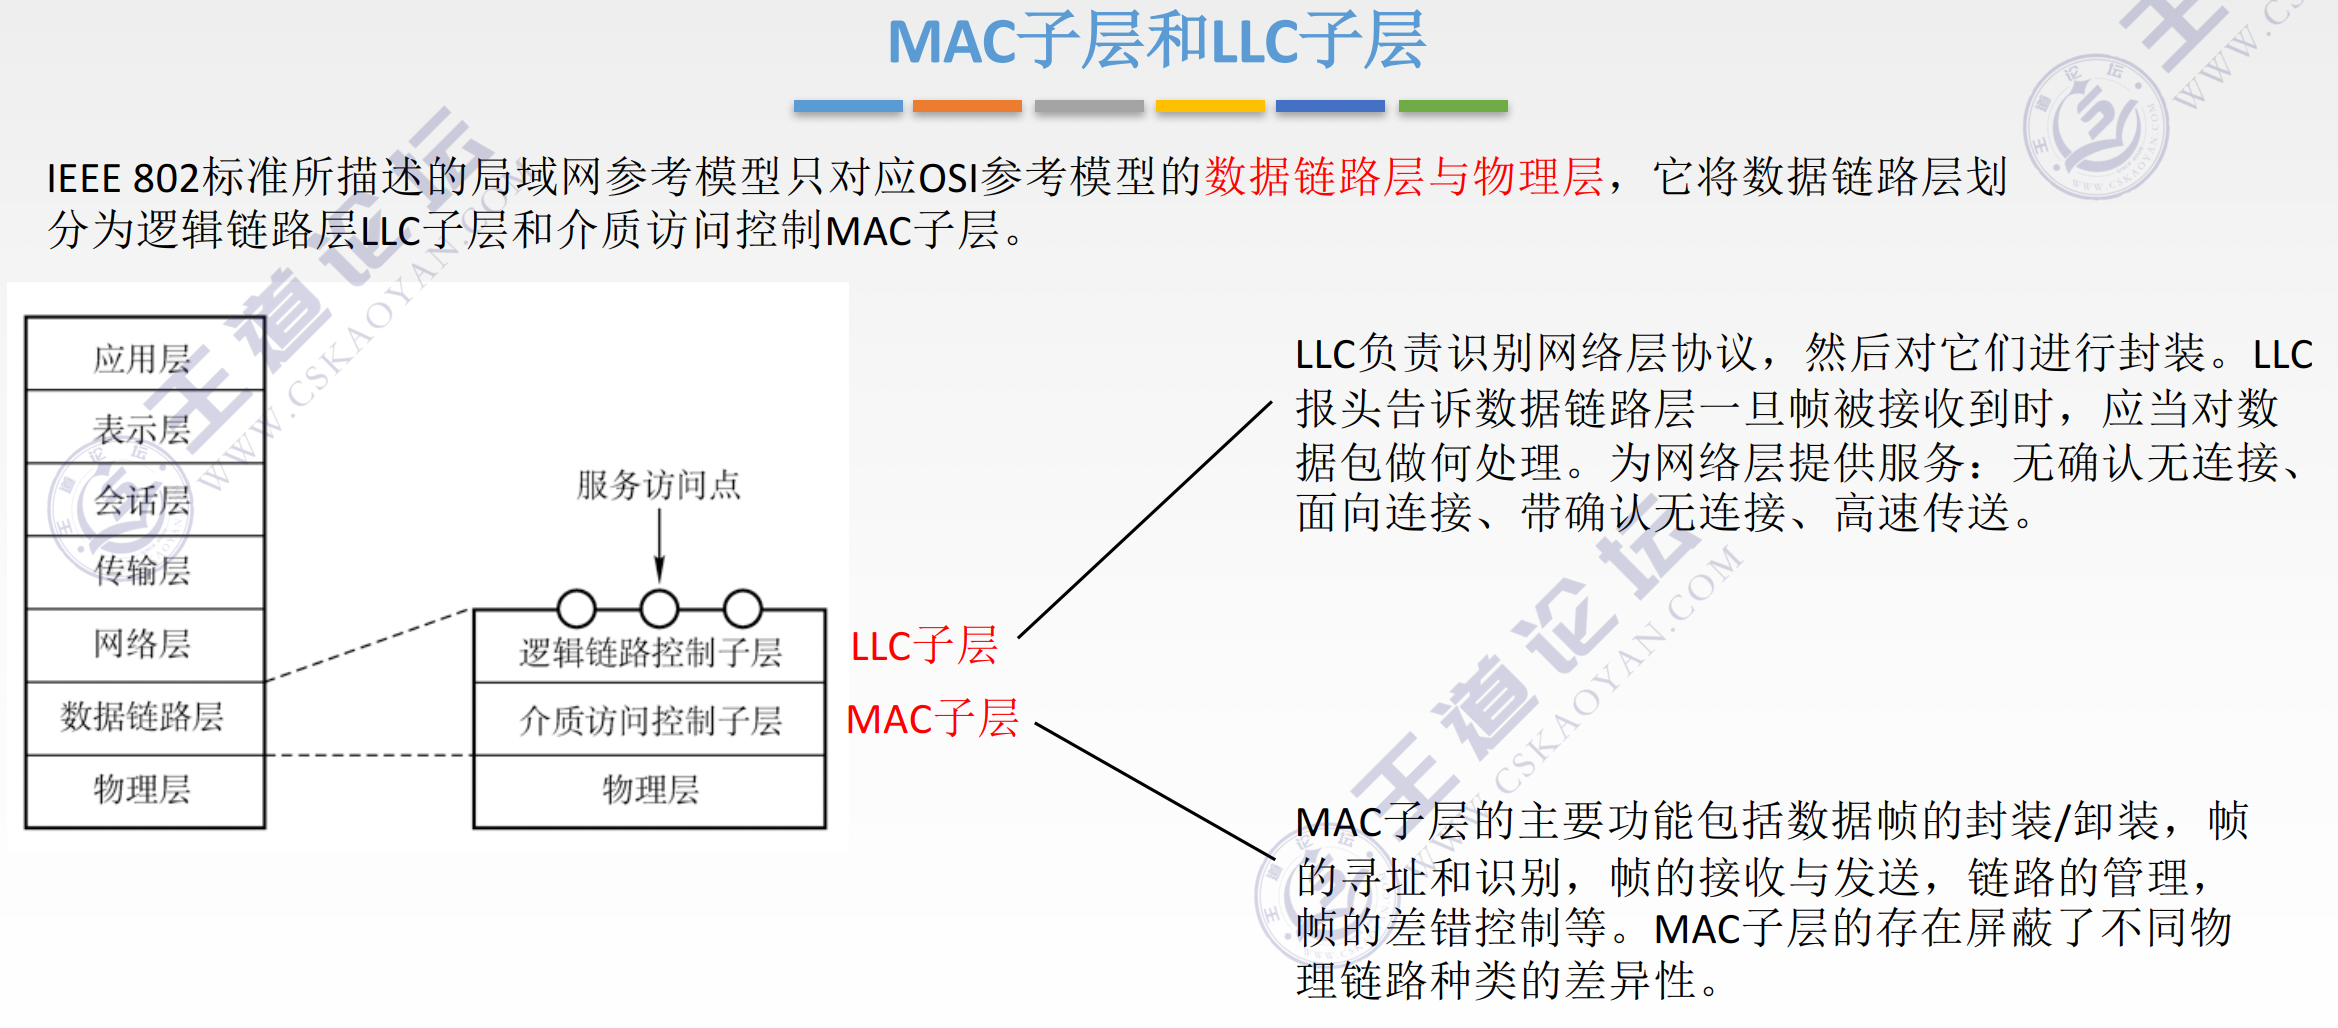 MAC子层和LLC子层
IEEE 802标准所描述的局域网参考模型只对应OSI参考模型的数据链路层与物理层，它将数据链路层划
分为逻辑链路层LLC子层和介质访问控制MAC子层。
应用层
表示层
会话层
传输层
网络层
数据链路层
物理层
服务访问点
逻辑链路控制子层
介质访问控制子层
物理层
LLC子层
MAC子层
LLC负责识别网络层协议，然后对它们进行封装。LLC
报头告诉数据链路层一旦帧被接收到时，应当对数
据包做何处理。为网络层提供服务：无确认无连接、
面向连接、带确认无连接、高速传送。
MAC子层的主要功能包括数据帧的封装/卸装，帧
的寻址和识别，帧的接收与发送，链路的管理，
帧的差错控制等。MAC子层的存在屏蔽了不同物
理链路种类的差异性。
王道论坛
WWW.CSKAOYAN.COM
王道论坛
WWW.CSKAOYAN.COM